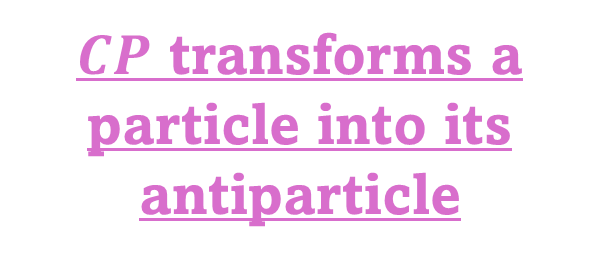 CP transforms a
particle into its
antiparticle